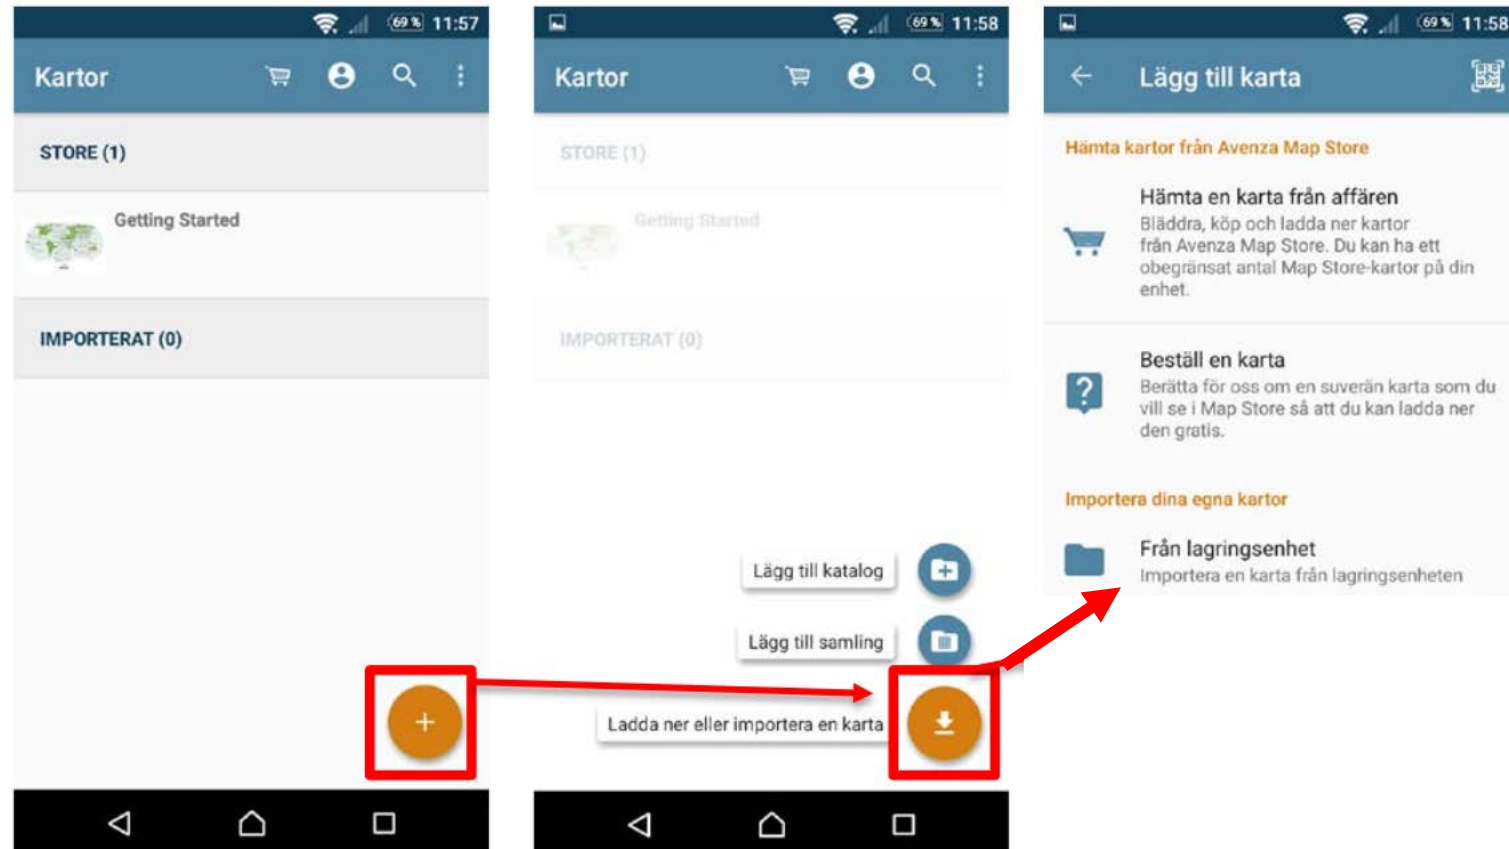 69 % 11:57
Kartor
STORE (1)
Getting Started
IMPORTERAT (0)
69 % 11:58
Kartor
STORE (1)
Getting Started
IMPORTERAT (0)
Lägg till katalog
Lägg till samling
Ladda ner eller importera en karta
69 % 11:58
Lägg till karta
Hämta kartor från Avenza Map Store
Hämta en karta från affären
Bläddra, köp och ladda ner kartor
från Avenza Map Store. Du kan ha ett
obegränsat antal Map Store-kartor på din
enhet.
Beställ en karta
Berätta för oss om en suverän karta som du
vill se i Map Store så att du kan ladda ner
den gratis.
Importera dina egna kartor
Från lagringsenhet
Importera en karta från lagringsenheten